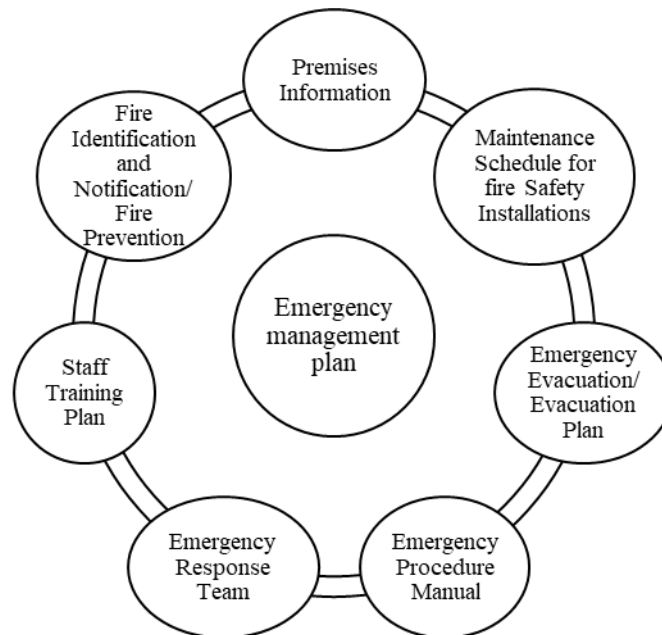 Premises
Information
Maintenance
Schedule for
fire Safety
Installations
Emergency
Evacuation/
Evacuation
Plan
Emergency
Procedure
Manual
Emergency
Response
Team
Staff
Training
Plan
Fire
Identification
and
Notification/
Fire
Prevention
Emergency
management
plan